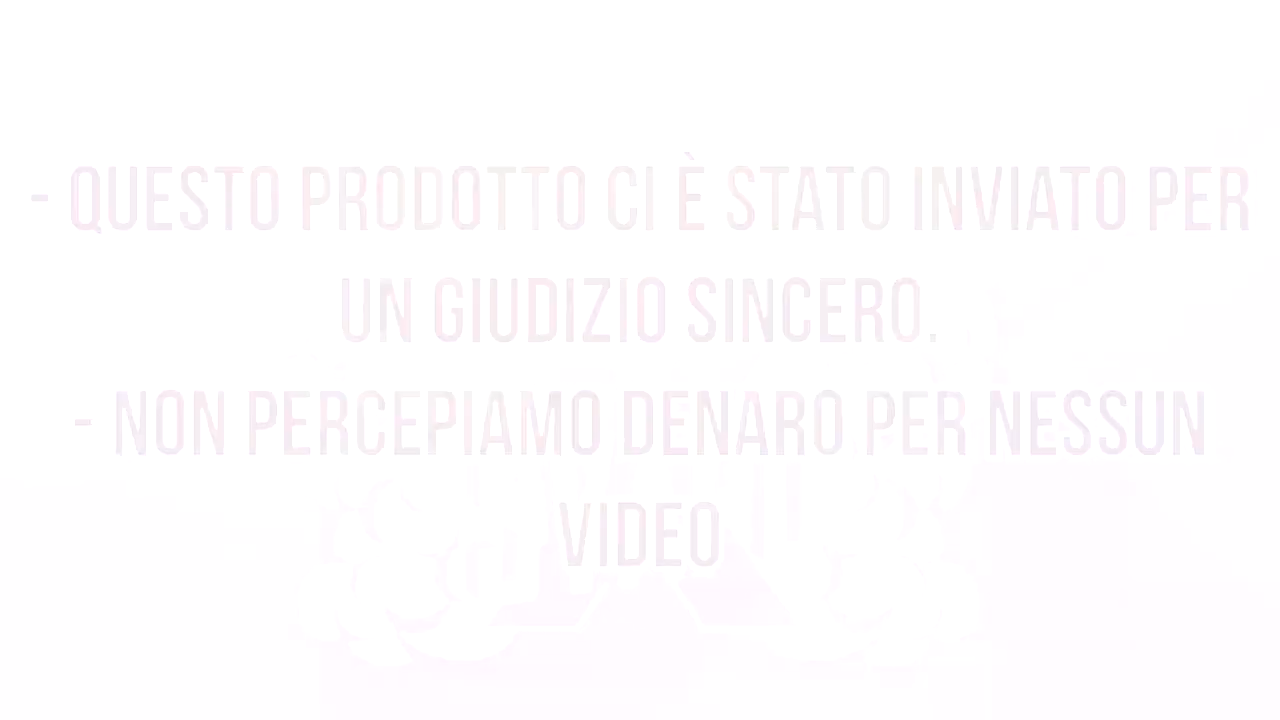 - QUESTO PRODOTTO CI È STATO INVIATO PER
UN GIUDIZIO SINCERO.
- NON PERCEPIAMO DENARO PER NESSUN
VIDEO